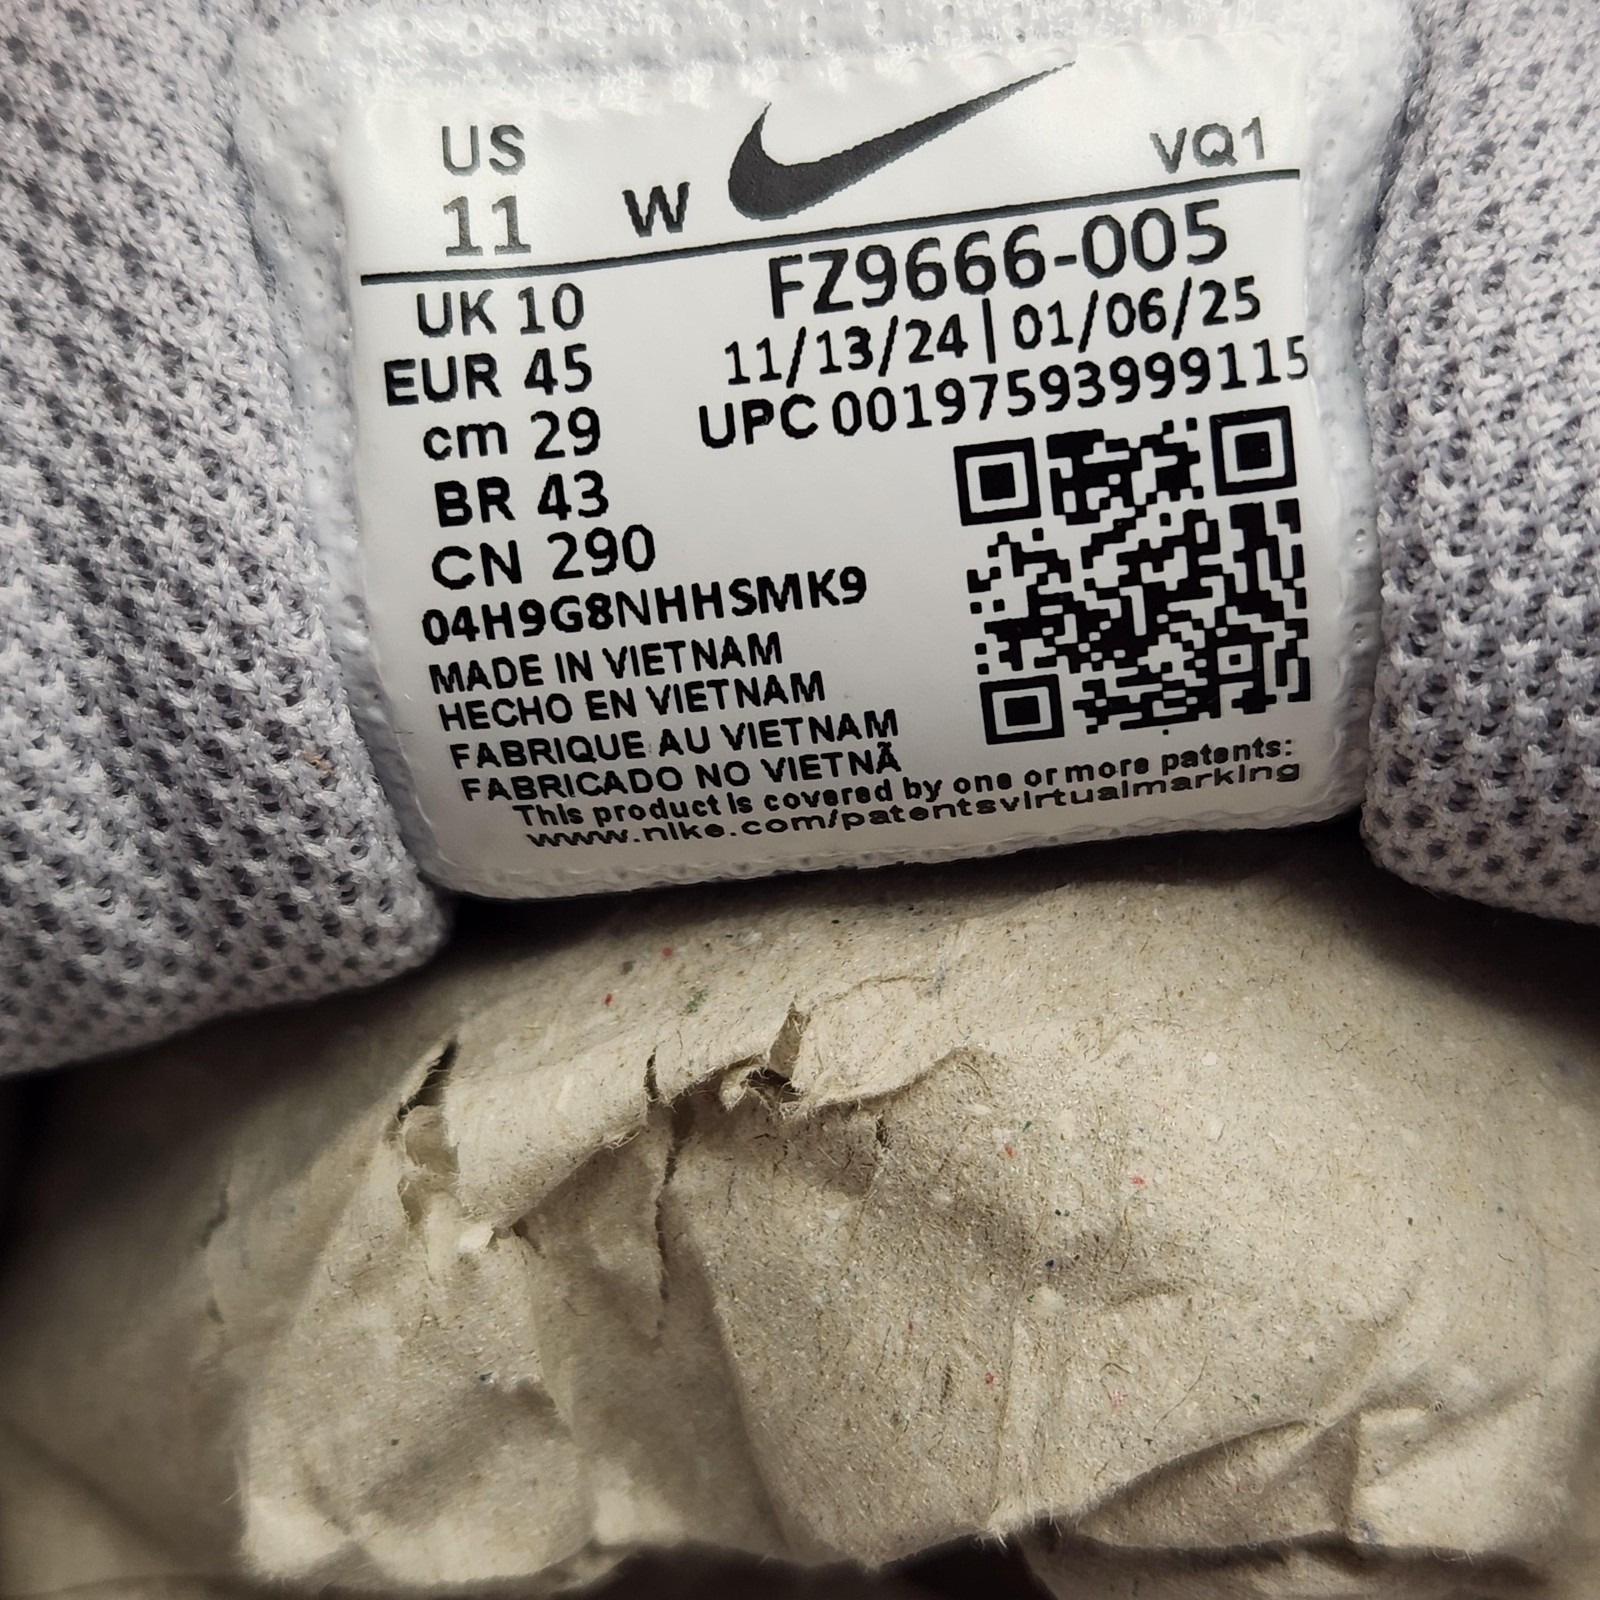 US
11 W VQ1
UK 10 FZ9666-005
EUR 45 11/13/24 | 01/06/25
cm 29 UPC 00197593999115
BR 43
CN 290
04H9G8NHHSMK9
MADE IN VIETNAM
HECHO EN VIETNAM
FABRIQUE AU VIETNAM
FABRICADO NO VIETNÃ
This product is covered by one or more patents:
www.nike.com/patentsvirtualmarking